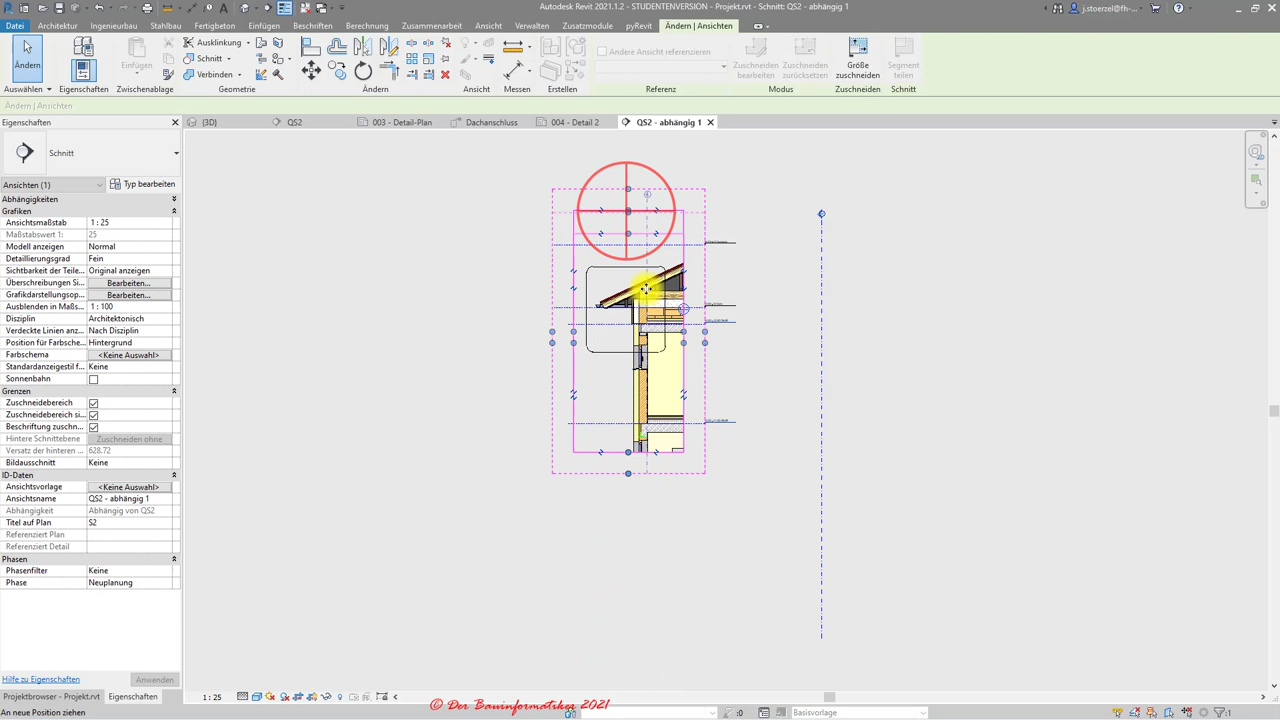 Autodesk Revit 2021.1.2 - STUDENTENVERSION - Projekt.rvt - Schnitt: QS2 - abhängig 1
j.stoerzel@fh-...
Datei Architektur Ingenieurbau Stahlbau Fertigbeton Einfügen Beschriften Berechnung Zusammenarbeit Ansicht Verwalten Zusatzmodule pyRevit Ändern | Ansichten
Ändern
Einfügen
Ausklinkung
Schnitt
Verbinden
Andere Ansicht referenzieren
Zuschneiden bearbeiten
Zuschneiden zurücksetzen
Größe zuschneiden
Segment teilen
Auswählen Eigenschaften Zwischenablage Geometrie Ändern Ansicht Messen Erstellen Referenz Modus Zuschneiden Schnitt
Ändern | Ansichten
Eigenschaften
{3D} QS2 003 - Detail-Plan Dachanschluss 004 - Detail 2 QS2 - abhängig 1
Schnitt
Ansichten (1) Typ bearbeiten
Abhängigkeiten
Grafiken
Ansichtsmaßstab 1 : 25
Maßstabswert 1: 25
Modell anzeigen Normal
Detaillierungsgrad Fein
Sichtbarkeit der Teile... Original anzeigen
Überschreibungen Si... Bearbeiten...
Grafikdarstellungsop... Bearbeiten...
Ausblenden in Maßs... 1 : 100
Disziplin Architektonisch
Verdeckte Linien anz... Nach Disziplin
Position für Farbsche... Hintergrund
Farbschema <Keine Auswahl>
Standardanzeigestil f... Keine
Sonnenbahn
Grenzen
Zuschneidebereich
Zuschneidebereich si...
Beschriftung zuschn...
Hintere Schnittebene Zuschneiden ohne
Versatz der hinteren ... 628.72
Bildausschnitt Keine
ID-Daten
Ansichtsvorlage <Keine Auswahl>
Ansichtsname QS2 - abhängig 1
Abhängigkeit Abhängig von QS2
Titel auf Plan S2
Referenziert Plan
Referenziert Detail
Phasen
Phasenfilter Keine
Phase Neuplanung
Hilfe zu Eigenschaften Anwenden
Projektbrowser - Projekt.rvt Eigenschaften
1 : 25
© Der Bauinformatiker 2021
An neue Position ziehen
:0
Basisvorlage
:1